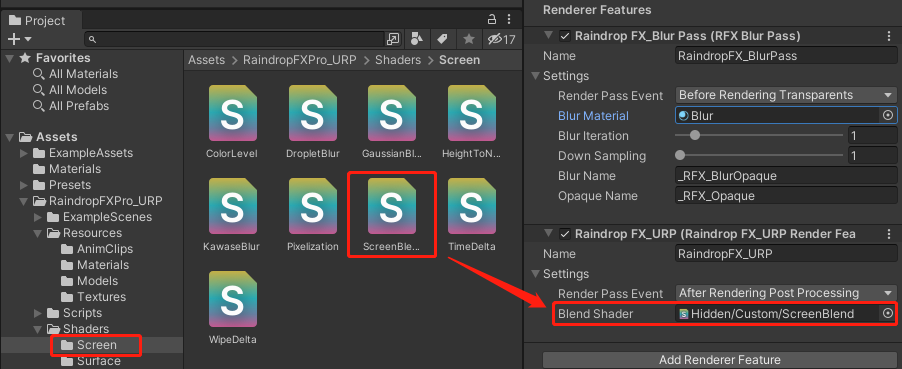 Project
17
Favorites
All Materials
All Models
All Prefabs
Assets
ExampleAssets
Materials
Presets
RaindropFXPro_URP
ExampleScenes
Resources
AnimClips
Materials
Models
Textures
Scripts
Shaders
Screen
Surface
Assets > RaindropFXPro_URP > Shaders > Screen
S S S S
ColorLevel DropletBlur GaussianBl... HeightToN...
S S S S
KawaseBlur Pixelization ScreenBle... TimeDelta
S
WipeDelta
Renderer Features
Raindrop FX_Blur Pass (RFX Blur Pass)
Name RaindropFX_BlurPass
Settings
Render Pass Event Before Rendering Transparents
Blur Material Blur
Blur Iteration 1
Down Sampling 1
Blur Name _RFX_BlurOpaque
Opaque Name _RFX_Opaque
Raindrop FX_URP (Raindrop FX_URP Render Fea
Name RaindropFX_URP
Settings
Render Pass Event After Rendering Post Processing
Blend Shader Hidden/Custom/ScreenBlend
Add Renderer Feature